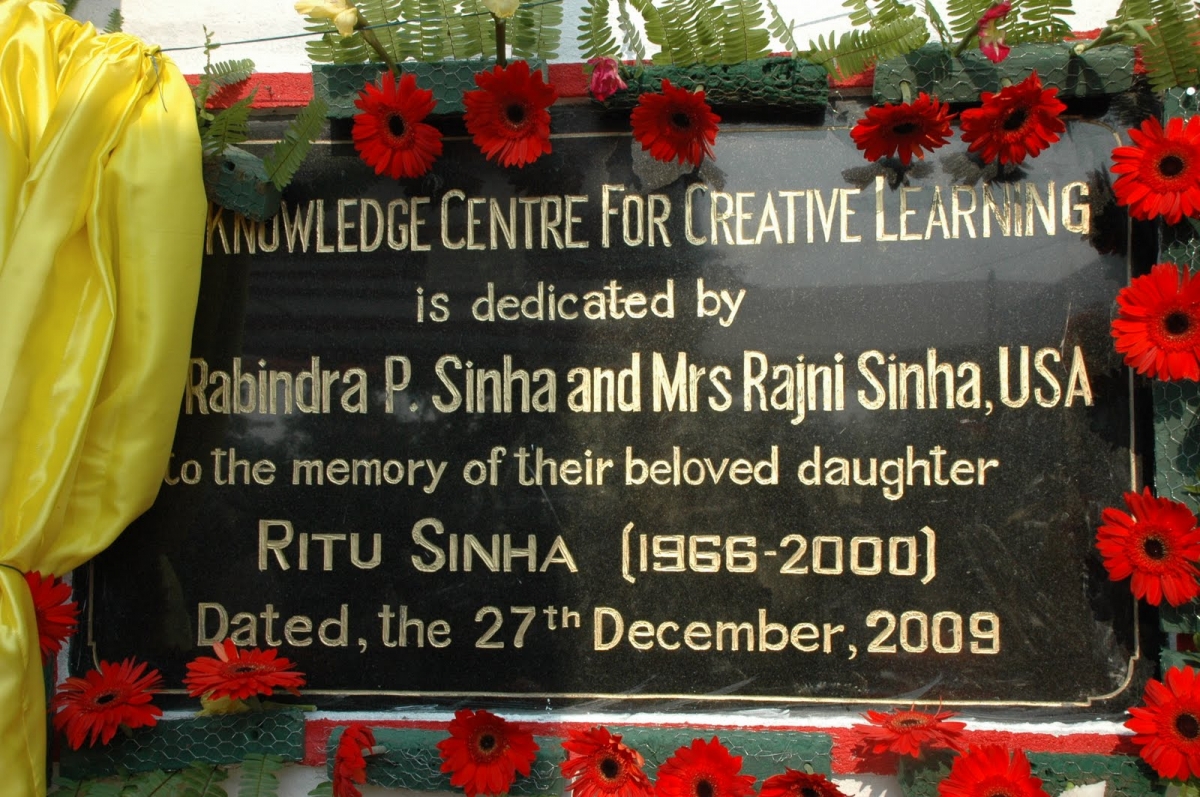 KNOWLEDGE CENTRE FOR CREATIVE LEARNING
is dedicated by
Rabindra P. Sinha and Mrs Rajni Sinha, USA
to the memory of their beloved daughter
RITU SINHA (1966-2000)
Dated, the 27th December, 2009